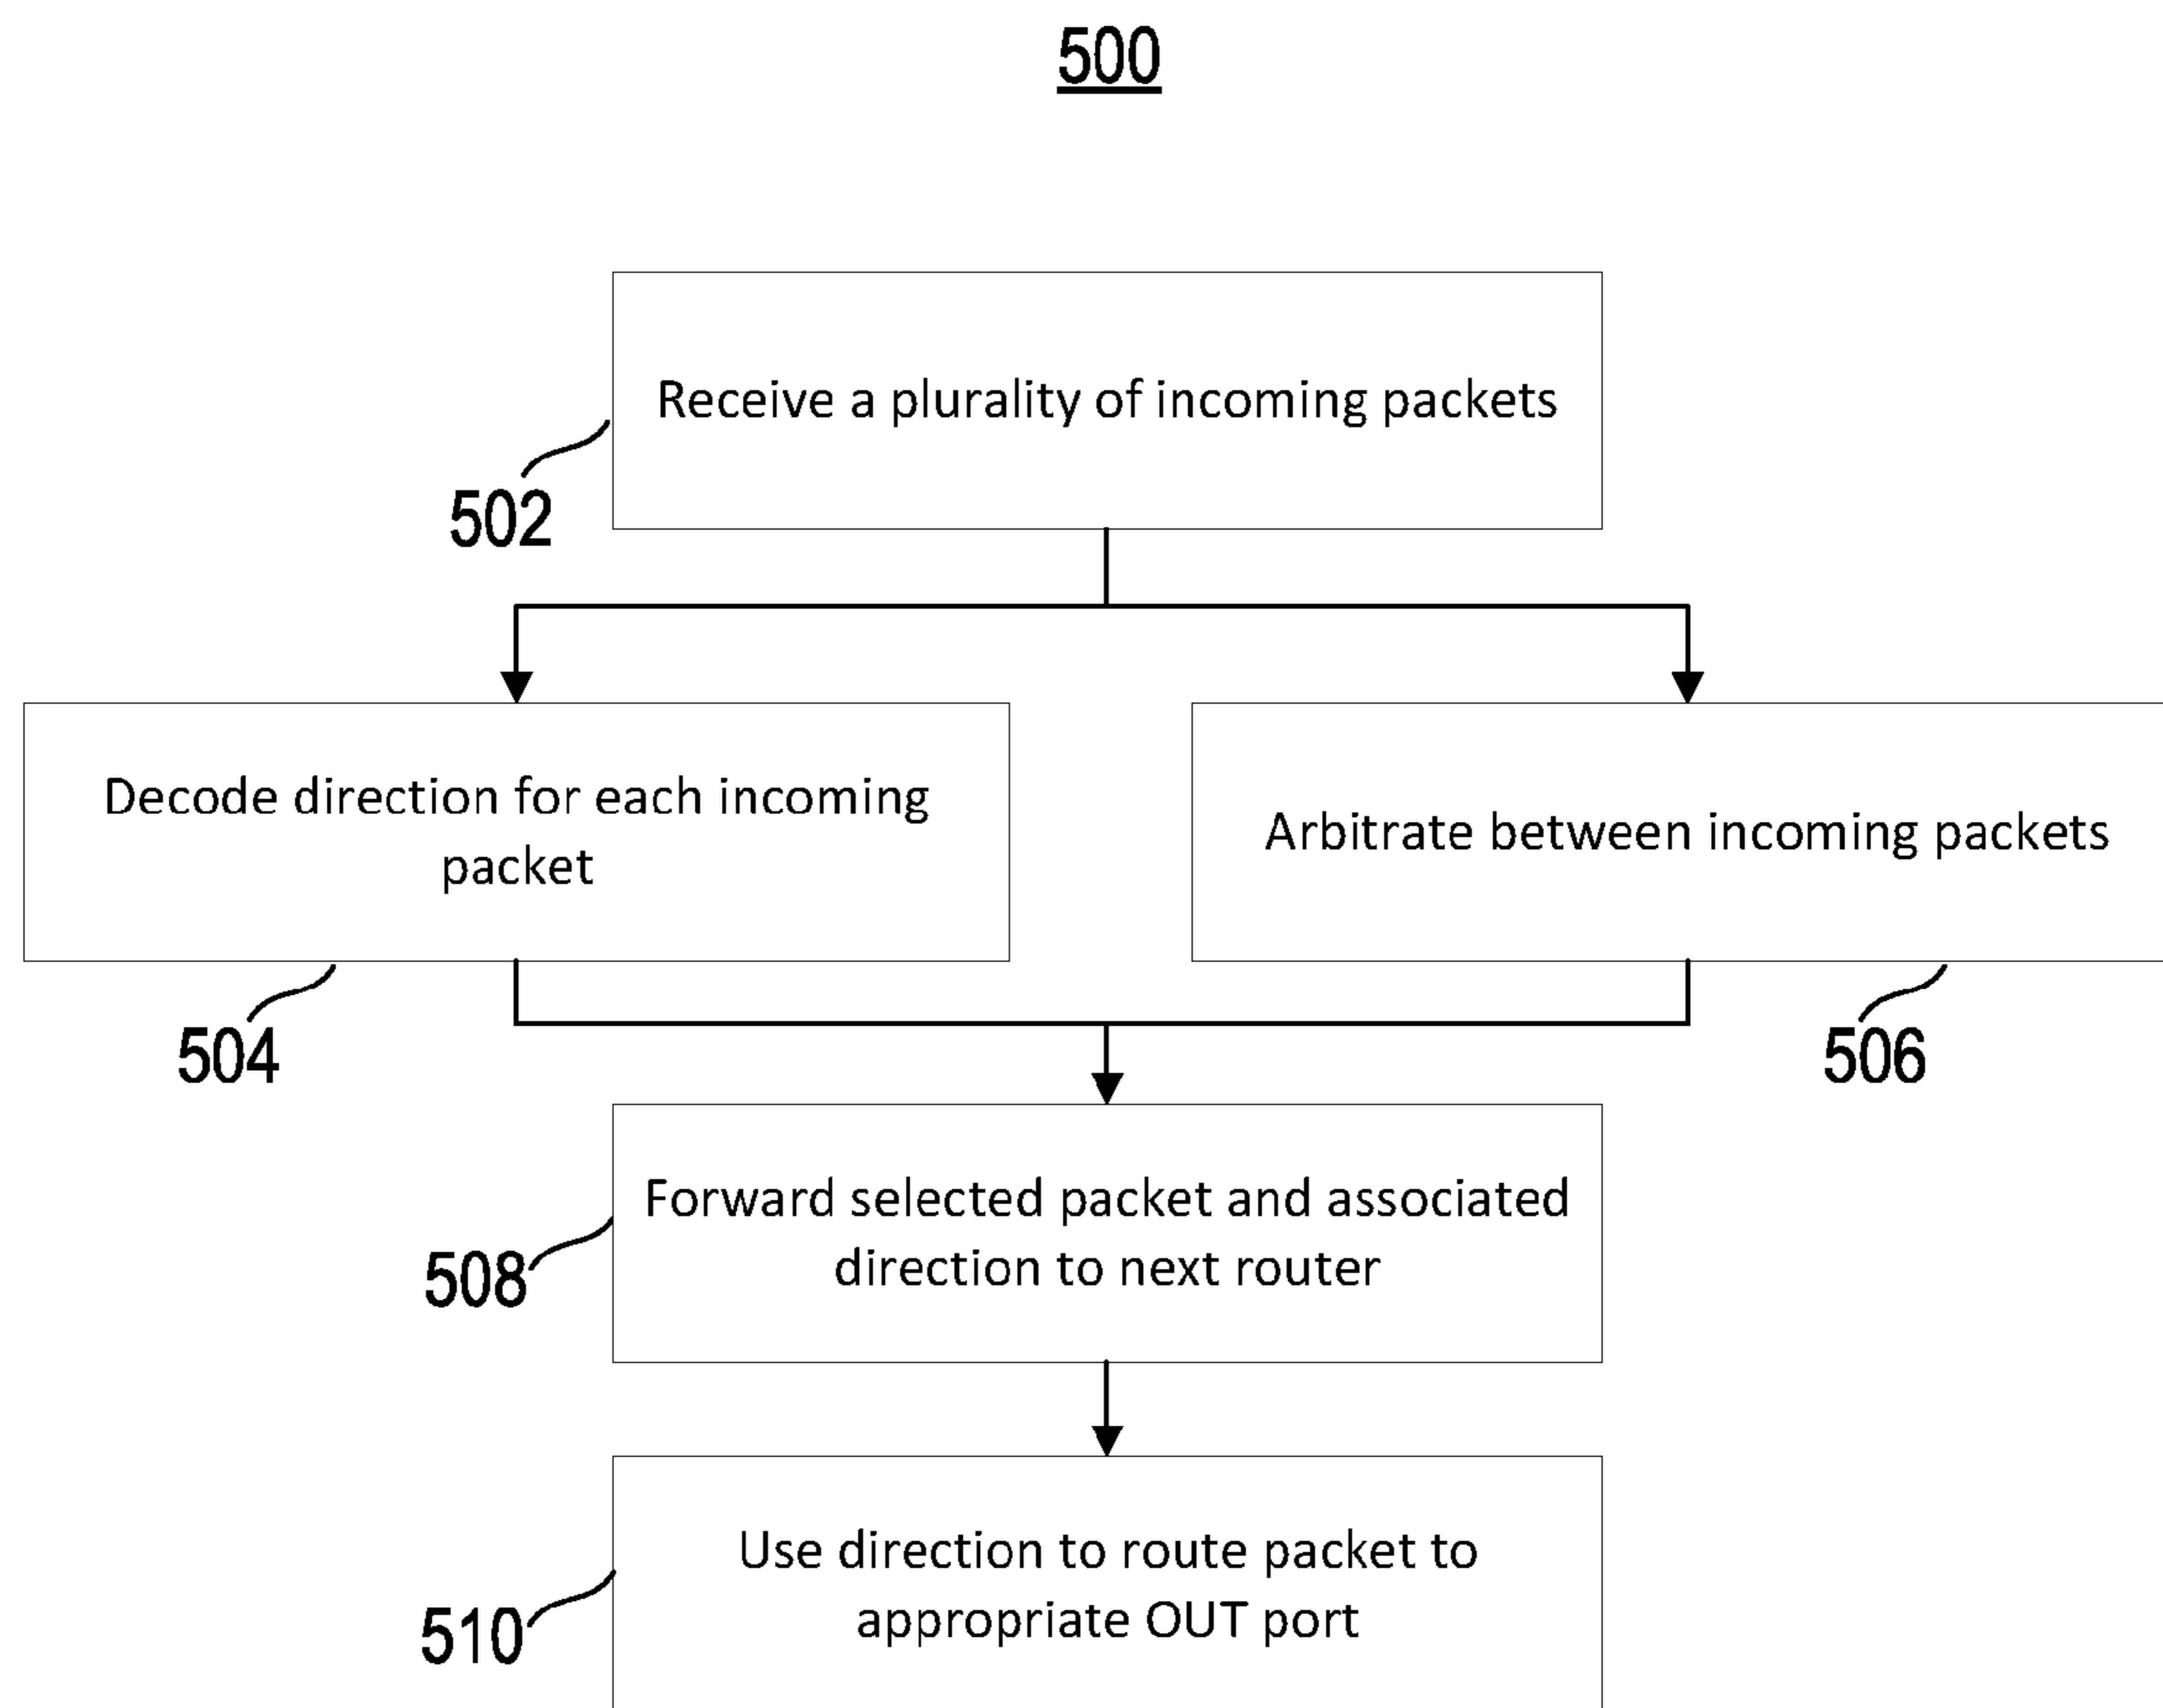 500
Receive a plurality of incoming packets
502
Decode direction for each incoming
packet
Arbitrate between incoming packets
504
506
Forward selected packet and associated
direction to next router
508
Use direction to route packet to
appropriate OUT port
510